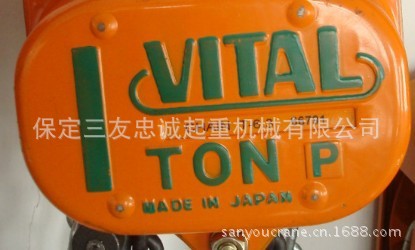 VITAL
保定三友忠诚起重机械有限公司
1 TON P
MADE IN JAPAN
sanyoucrane.cn.1688.com